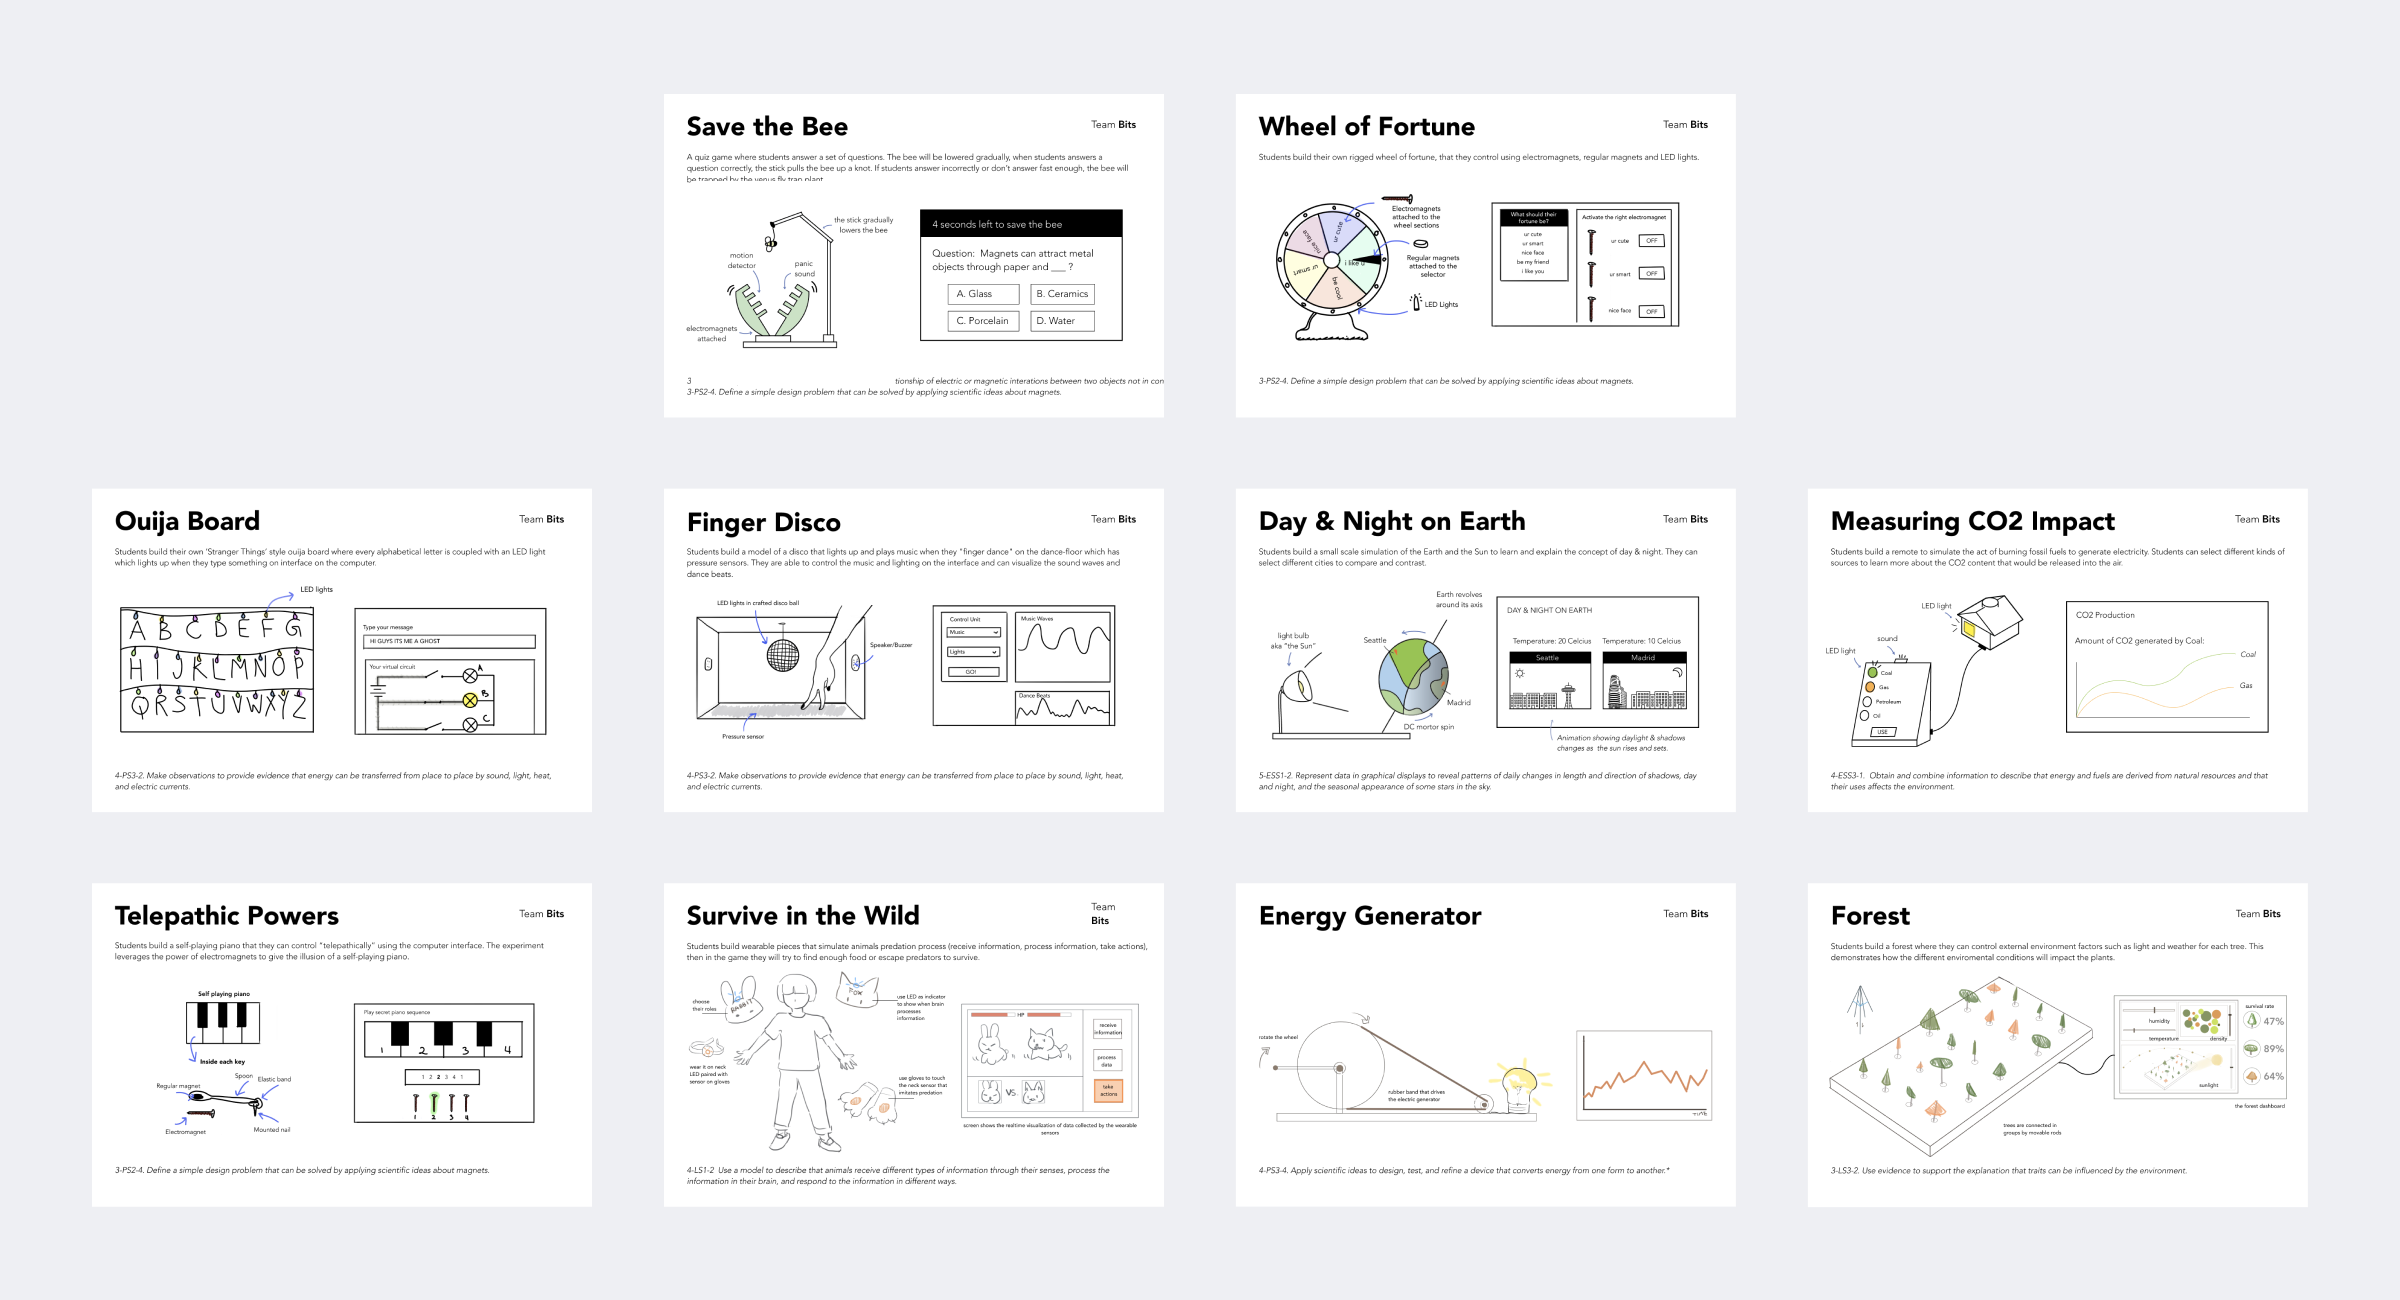 Save the Bee
Team Bits
A quiz game where students answer a set of questions. The bee will be lowered gradually, when students answers a
question correctly, the stick pulls the bee up a knot. If students answer incorrectly or don't answer fast enough, the bee will
be trapped by the venus fly trap plant
the stick gradually
lowers the bee
motion
detector
panic
sound
electromagnets
attached
4 seconds left to save the bee
Question: Magnets can attract metal
objects through paper and ___ ?
A. Glass
B. Ceramics
C. Porcelain
D. Water
3
tionship of electric or magnetic interations between two objects not in con
3-PS2-4. Define a simple design problem that can be solved by applying scientific ideas about magnets.
Wheel of Fortune
Team Bits
Students build their own rigged wheel of fortune, that they control using electromagnets, regular magnets and LED lights.
ur cute
i like u
be cool
ur smart
nice face
Electromagnets
attached to the
wheel sections
Regular magnets
attached to the
selector
LED Lights
What should their
fortune be?
ur cute
ur smart
nice face
be my friend
i like you
Activate the right electromagnet
ur cute
OFF
ur smart
OFF
nice face
OFF
3-PS2-4. Define a simple design problem that can be solved by applying scientific ideas about magnets.
Ouija Board
Team Bits
Students build their own 'Stranger Things' style ouija board where every alphabetical letter is coupled with an LED light
which lights up when they type something on interface on the computer.
LED lights
A B C D E F G
H I J K L M N O P
Q R S T U V W X Y Z
Type your message
HI GUYS ITS ME A GHOST
Your virtual circuit
A
B
C
4-PS3-2. Make observations to provide evidence that energy can be transferred from place to place by sound, light, heat,
and electric currents.
Finger Disco
Team Bits
Students build a model of a disco that lights up and plays music when they "finger dance" on the dance-floor which has
pressure sensors. They are able to control the music and lighting on the interface and can visualize the sound waves and
dance beats.
LED lights in crafted disco ball
Speaker/Buzzer
Pressure sensor
Control Unit
Music
Lights
GO!
Music Waves
Dance Beats
4-PS3-2. Make observations to provide evidence that energy can be transferred from place to place by sound, light, heat,
and electric currents.
Day & Night on Earth
Team Bits
Students build a small scale simulation of the Earth and the Sun to learn and explain the concept of day & night. They can
select different cities to compare and contrast.
Earth revolves
around its axis
light bulb
aka "the Sun"
Seattle
Madrid
DC mortor spin
DAY & NIGHT ON EARTH
Temperature: 20 Celcius
Temperature: 10 Celcius
Seattle
Madrid
Animation showing daylight & shadows
changes as the sun rises and sets.
5-ESS1-2. Represent data in graphical displays to reveal patterns of daily changes in length and direction of shadows, day
and night, and the seasonal appearance of some stars in the sky.
Measuring CO2 Impact
Team Bits
Students build a remote to simulate the act of burning fossil fuels to generate electricity. Students can select different kinds of
sources to learn more about the CO2 content that would be released into the air.
LED light
sound
LED light
Coal
Gas
Petroleum
Oil
USE
CO2 Production
Amount of CO2 generated by Coal:
Coal
Gas
4-ESS3-1. Obtain and combine information to describe that energy and fuels are derived from natural resources and that
their uses affects the environment.
Telepathic Powers
Team Bits
Students build a self-playing piano that they can control "telepathically" using the computer interface. The experiment
leverages the power of electromagnets to give the illusion of a self-playing piano.
Self playing piano
Inside each key
Regular magnet
Spoon
Elastic band
Electromagnet
Mounted nail
Play secret piano sequence
1 2 3 4
1 2 2 3 4 1
1 2 3 4
3-PS2-4. Define a simple design problem that can be solved by applying scientific ideas about magnets.
Survive in the Wild
Team
Bits
Students build wearable pieces that simulate animals predation process (receive information, process information, take actions),
then in the game they will try to find enough food or escape predators to survive.
choose
their roles
RABBIT
FOX
use LED as indicator
to show when brain
processes
information
wear it on neck
LED paired with
sensor on gloves
use gloves to touch
the neck sensor that
imitates predation
HP
VS.
receive
information
process
data
take
actions
screen shows the realtime visualization of data collected by the wearable
sensors
4-LS1-2 Use a model to describe that animals receive different types of information through their senses, process the
information in their brain, and respond to the information in different ways.
Energy Generator
Team Bits
rotate the wheel
rubber band that drives
the electric generator
4-PS3-4. Apply scientific ideas to design, test, and refine a device that converts energy from one form to another.*
Forest
Team Bits
Students build a forest where they can control external environment factors such as light and weather for each tree. This
demonstrates how the different enviromental conditions will impact the plants.
humidity
temperature
density
sunlight
survival rate
47%
89%
64%
the forest dashboard
trees are connected in
groups by movable rods
3-LS3-2. Use evidence to support the explanation that traits can be influenced by the environment.